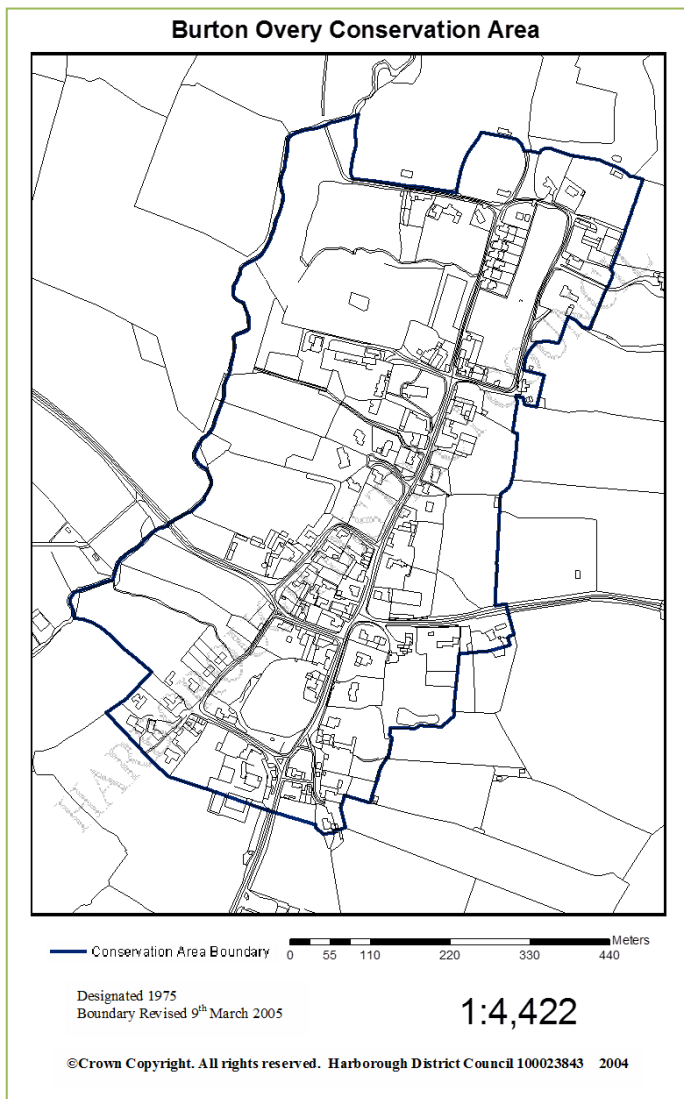 Burton Overy Conservation Area
Conservation Area Boundary
Meters
0 55 110 220 330 440
Designated 1975
Boundary Revised 9th March 2005
1:4,422
©Crown Copyright. All rights reserved. Harborough District Council 100023843 2004